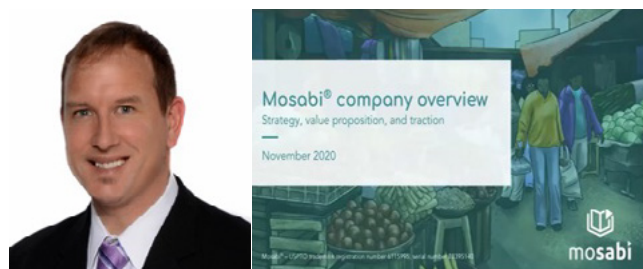 Mosabi® company overview
Strategy, value proposition, and traction
November 2020
mosabi